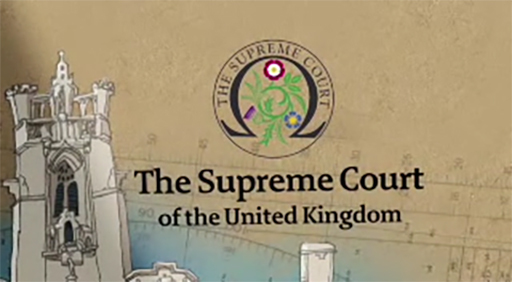 THE SUPREME COURT
The Supreme Court
of the United Kingdom